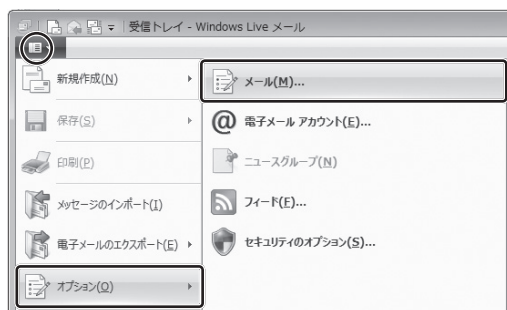 受信トレイ - Windows Live メール
新規作成(N)
保存(S)
印刷(P)
メッセージのインポート(I)
電子メールのエクスポート(E)
オプション(O)
メール(M)...
電子メール アカウント(E)...
ニュースグループ(N)
フィード(F)...
セキュリティのオプション(S)...